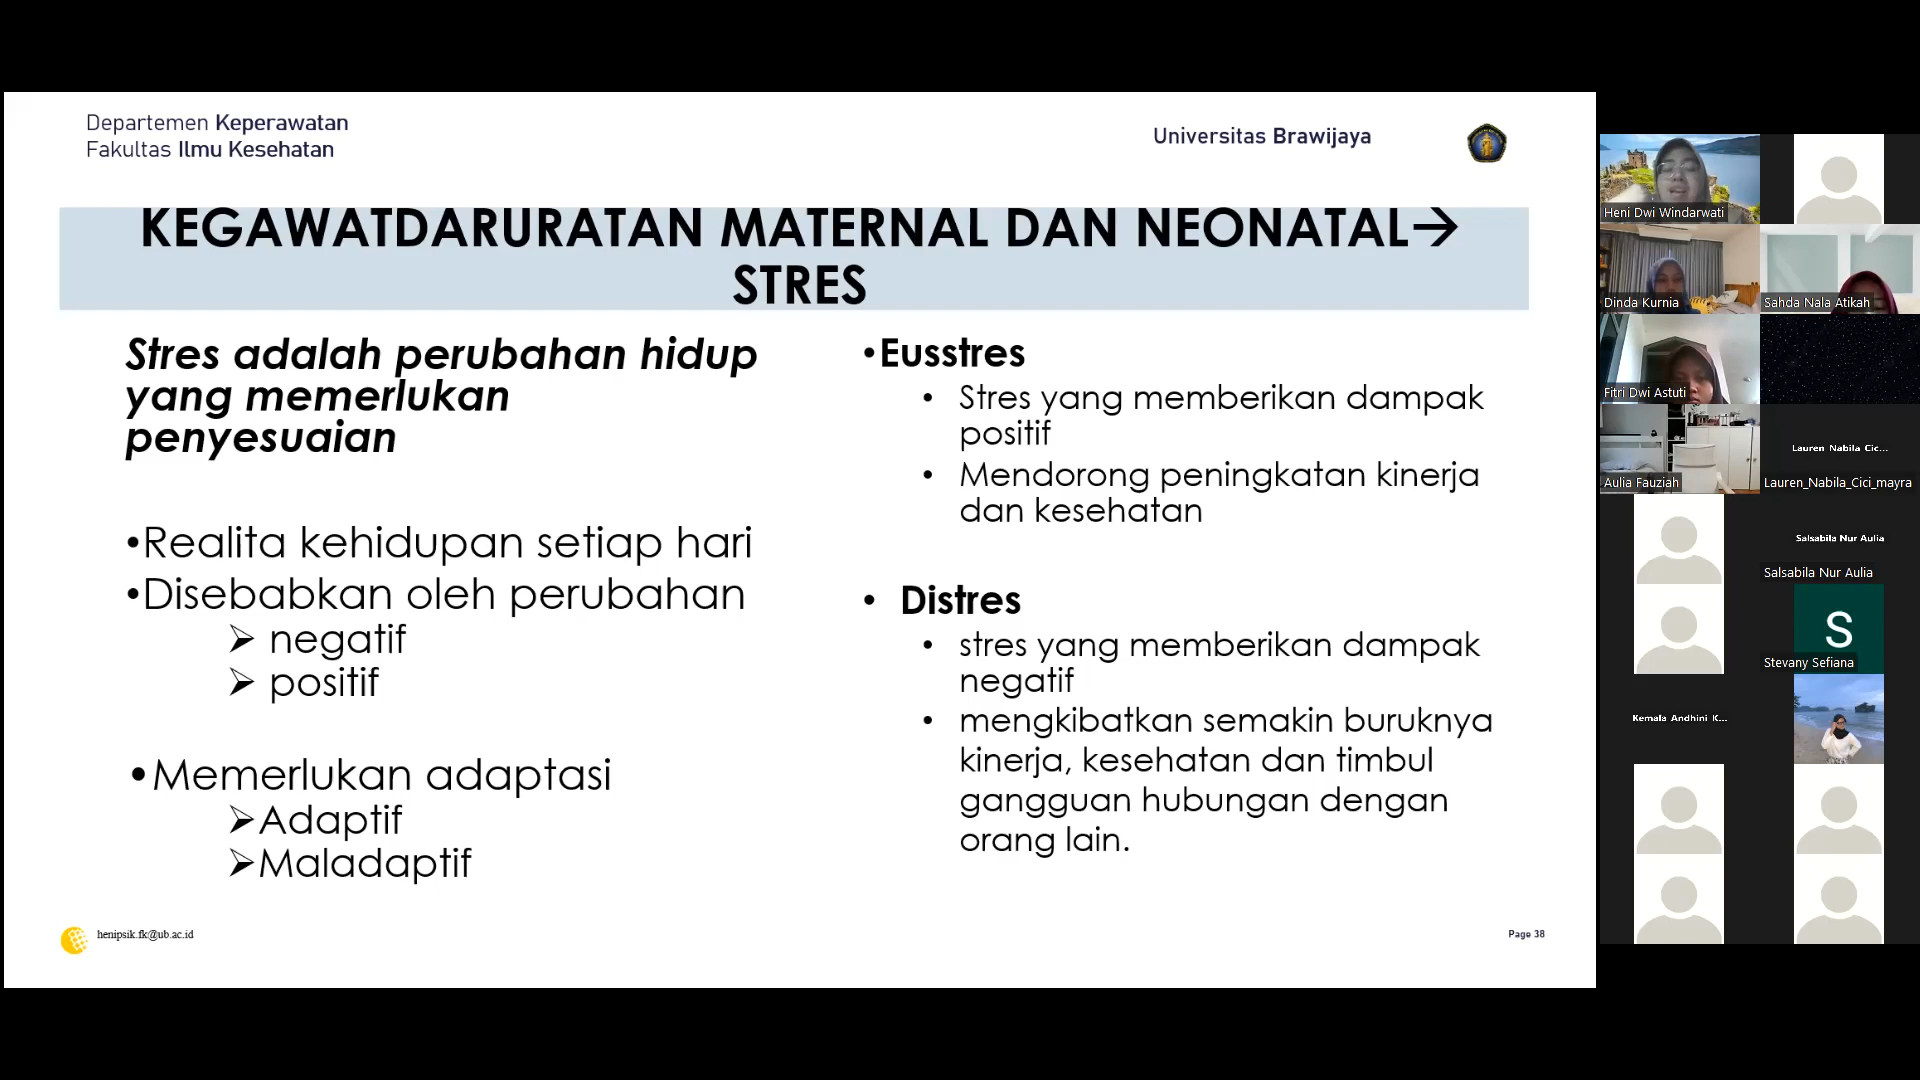 Departemen Keperawatan
Fakultas Ilmu Kesehatan
Universitas Brawijaya
KEGAWATDARURATAN MATERNAL DAN NEONATAL→
STRES
Stres adalah perubahan hidup
yang memerlukan
penyesuaian
•Realita kehidupan setiap hari
•Disebabkan oleh perubahan
➢ negatif
➢ positif
•Memerlukan adaptasi
➢Adaptif
➢Maladaptif
•Eusstres
• Stres yang memberikan dampak
positif
• Mendorong peningkatan kinerja
dan kesehatan
• Distres
• stres yang memberikan dampak
negatif
• mengkibatkan semakin buruknya
kinerja, kesehatan dan timbul
gangguan hubungan dengan
orang lain.
henipsik.fk@ub.ac.id
Page 38
Heni Dwi Windarwati
Dinda Kurnia
Sahda Nala Atikah
Fitri Dwi Astuti
Aulia Fauziah
Lauren Nabila Cic...
Lauren_Nabila_Cici_mayra
Salsabila Nur Aulia
Salsabila Nur Aulia
S
Stevany Sefiana
Kemala Andhini K...